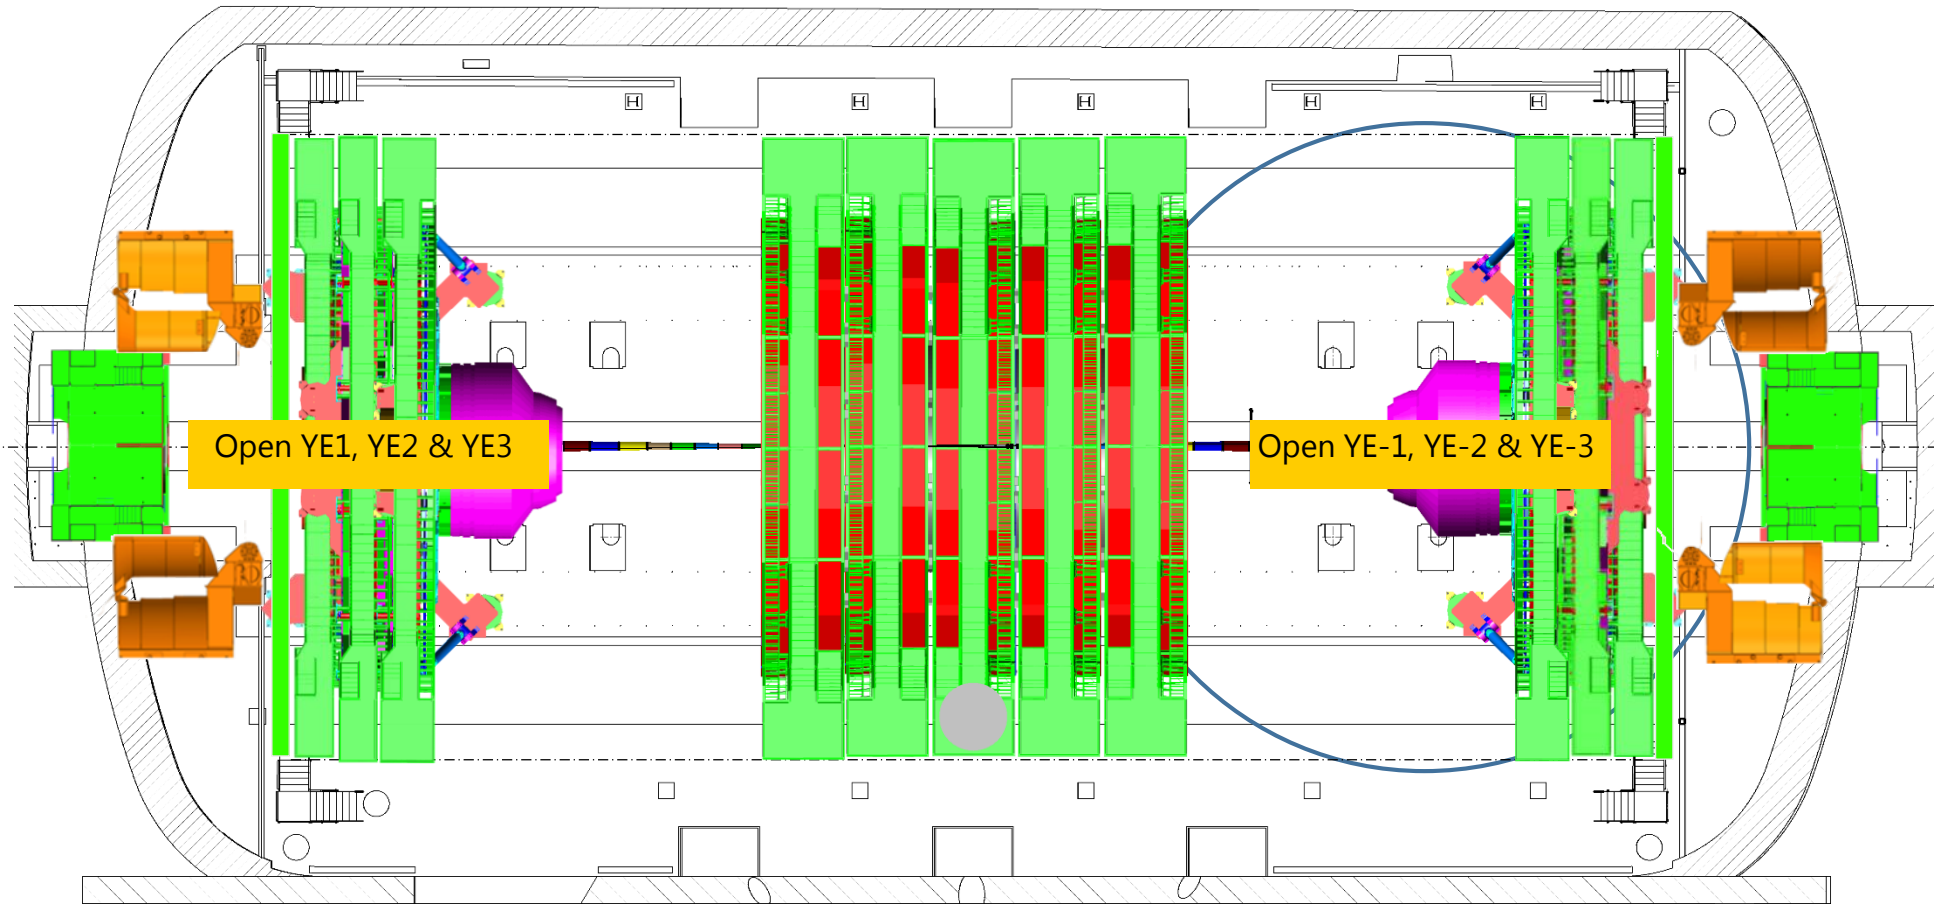 Open YE1, YE2 & YE3
Open YE-1, YE-2 & YE-3